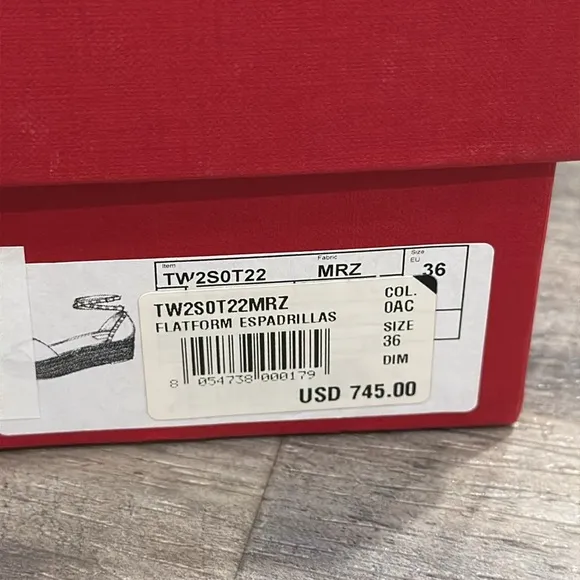 Item
TW2S0T22
Fabric
MRZ
Size
EU
36
TW2S0T22MRZ
FLATFORM ESPADRILLAS
COL.
0AC
SIZE
36
DIM
8 054738 000179
USD 745.00